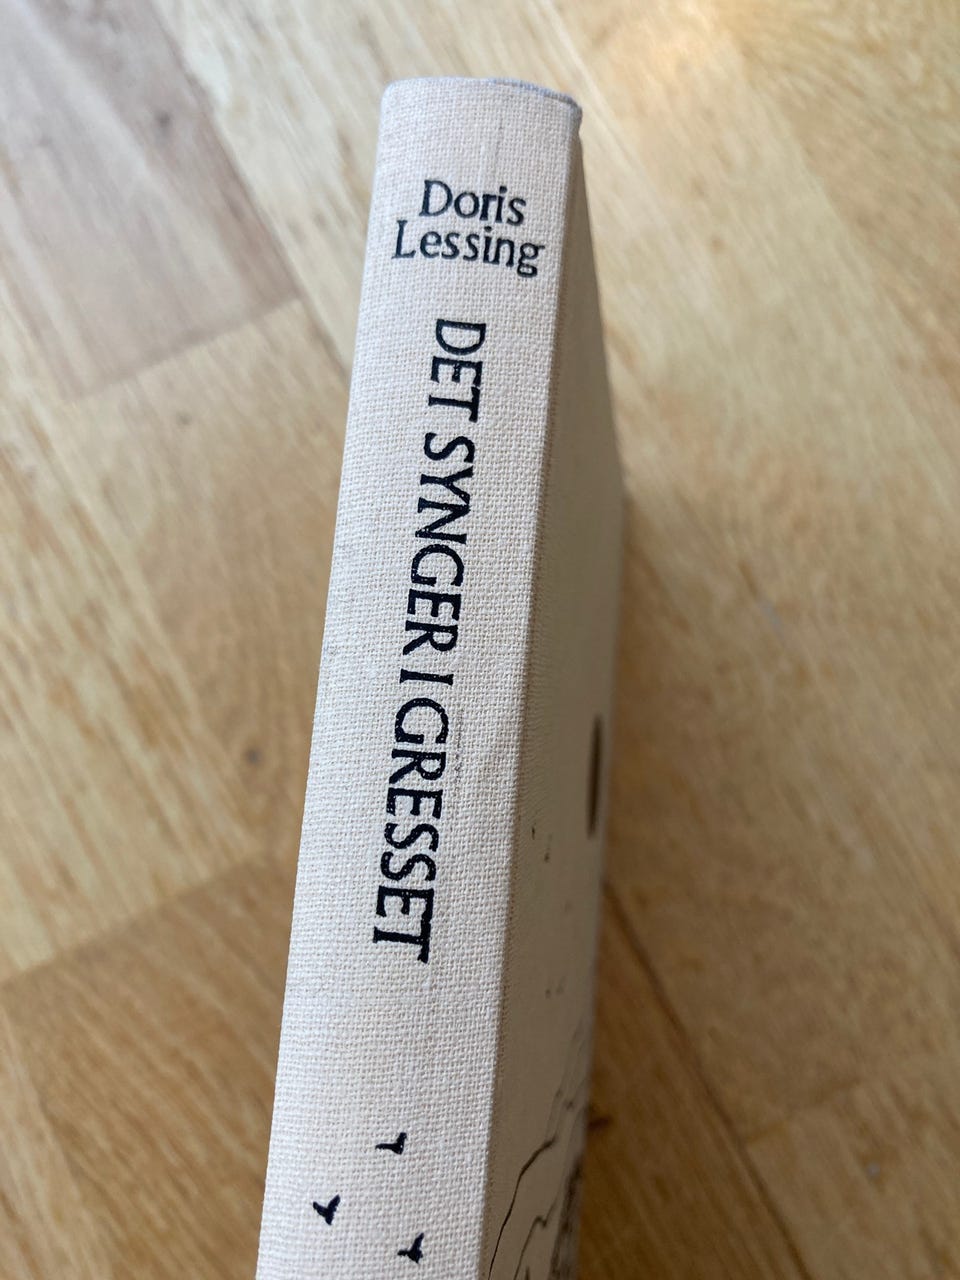 Doris
Lessing
DET SYNGER I GRESSET